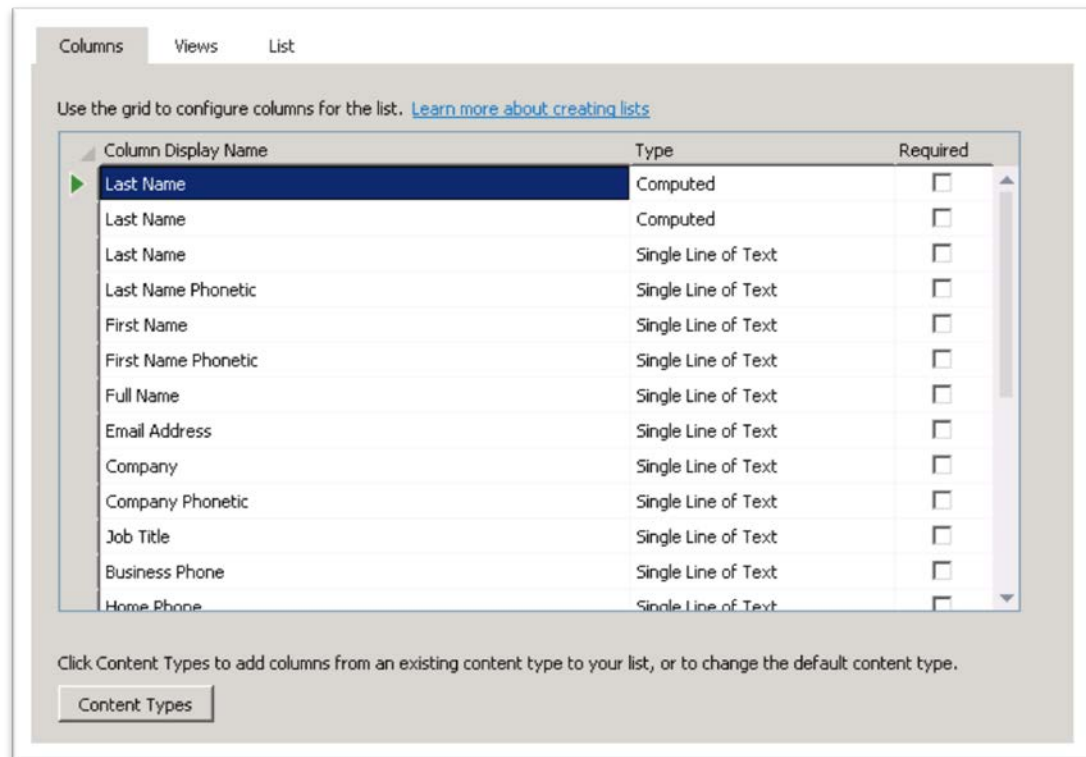 Columns Views List
Use the grid to configure columns for the list. Learn more about creating lists
Column Display Name Type Required
Last Name Computed
Last Name Computed
Last Name Single Line of Text
Last Name Phonetic Single Line of Text
First Name Single Line of Text
First Name Phonetic Single Line of Text
Full Name Single Line of Text
Email Address Single Line of Text
Company Single Line of Text
Company Phonetic Single Line of Text
Job Title Single Line of Text
Business Phone Single Line of Text
Home Phone Single Line of Text
Click Content Types to add columns from an existing content type to your list, or to change the default content type.
Content Types